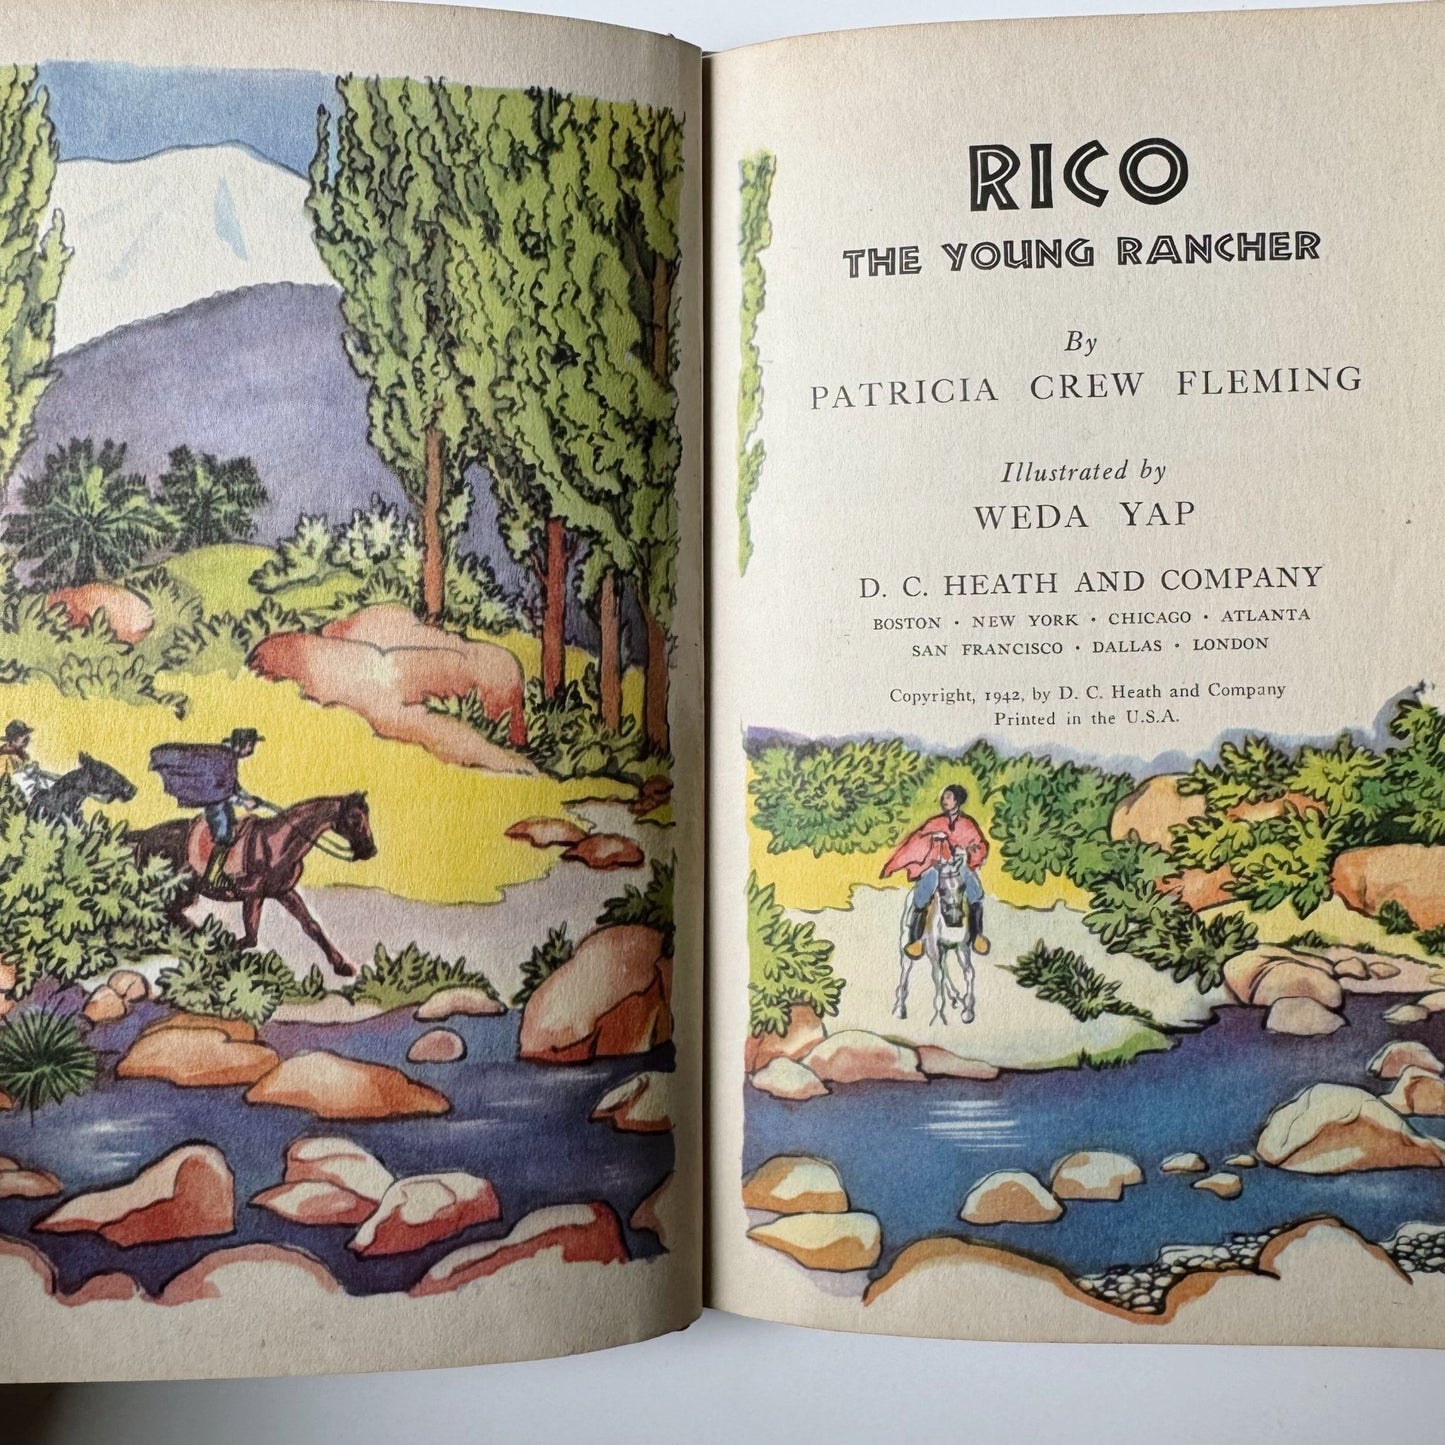 RICO
THE YOUNG RANCHER
By
PATRICIA CREW FLEMING
Illustrated by
WEDA YAP
D. C. HEATH AND COMPANY
BOSTON · NEW YORK · CHICAGO · ATLANTA
SAN FRANCISCO · DALLAS · LONDON
Copyright, 1942, by D. C. Heath and Company
Printed in the U.S.A.